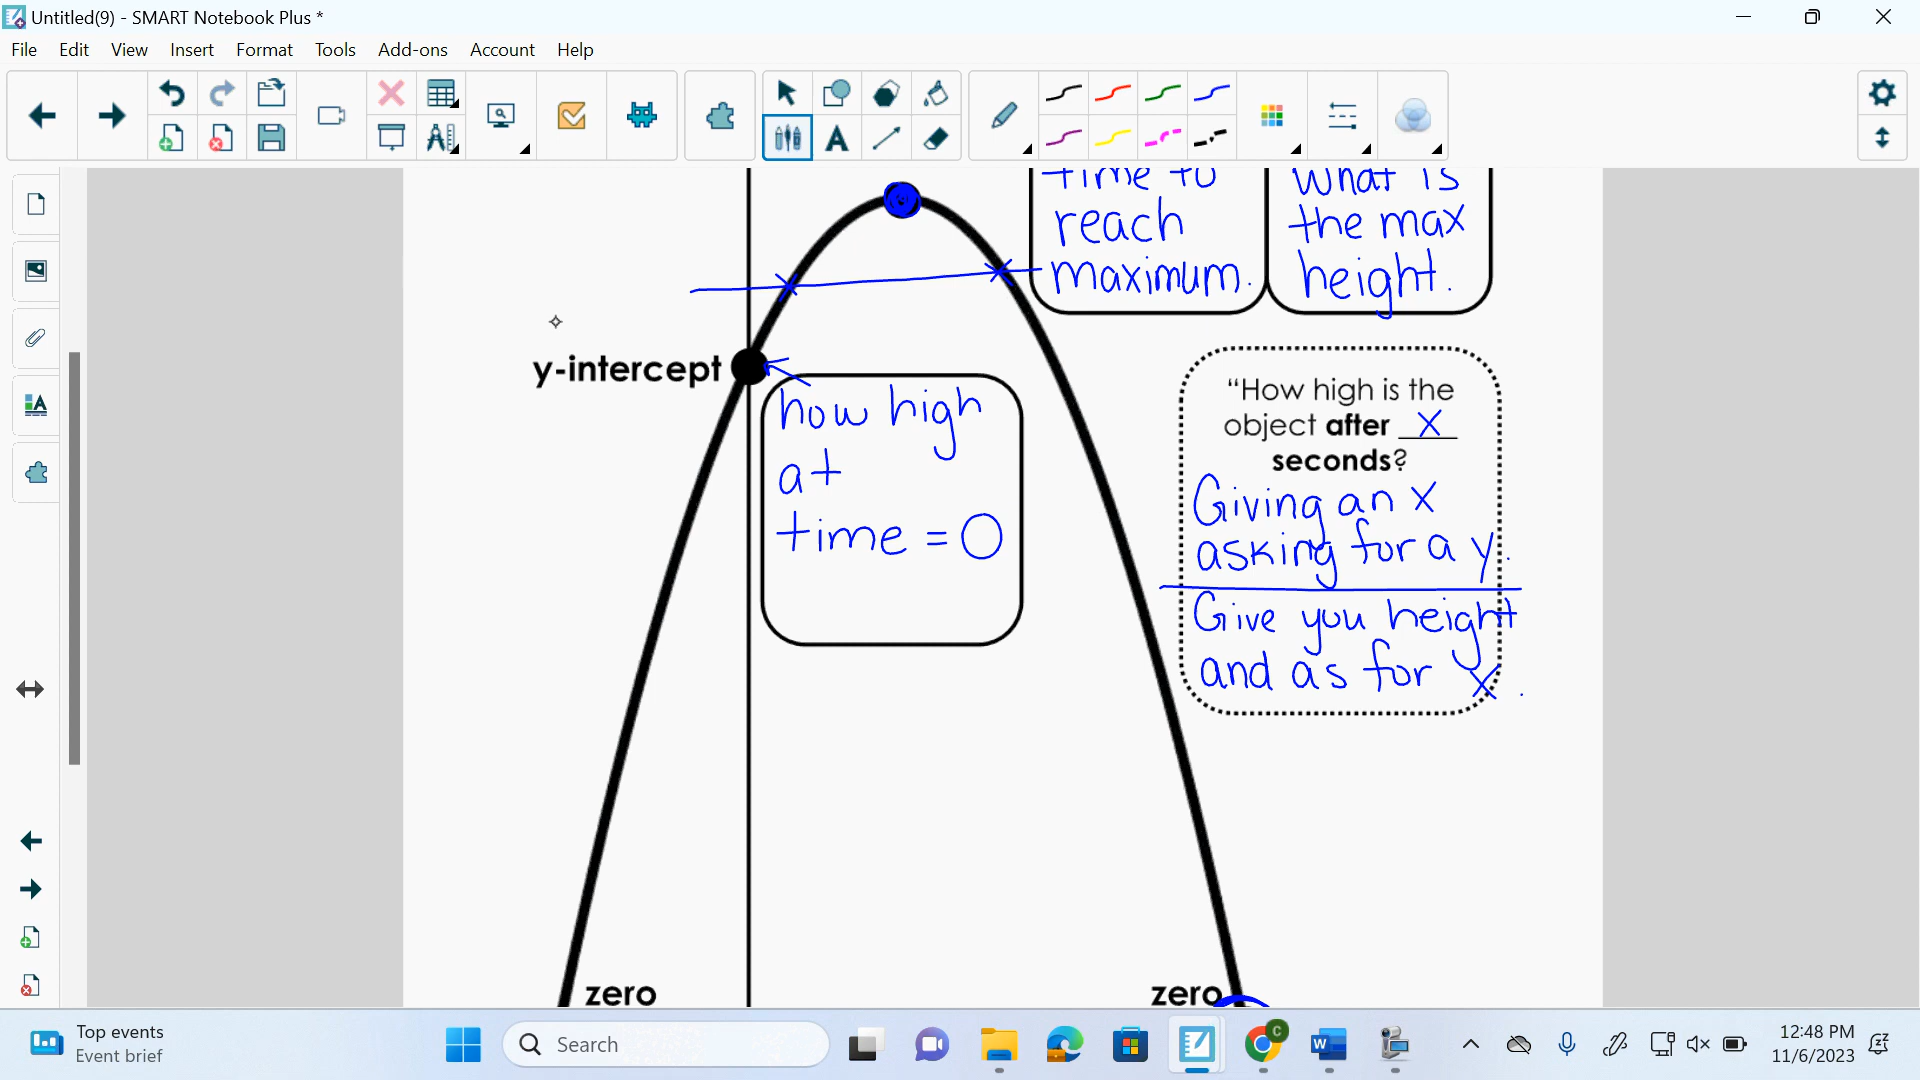 Untitled(9) - SMART Notebook Plus *
File Edit View Insert Format Tools Add-ons Account Help
time to
reach
maximum.
What is
the max
height.
y-intercept
how high
at
time = 0
"How high is the
object after x
seconds?
Giving an x
asking for a y.
Give you height
and as for
x.
zero
zero
Top events
Event brief
Search
12:48 PM
11/6/2023